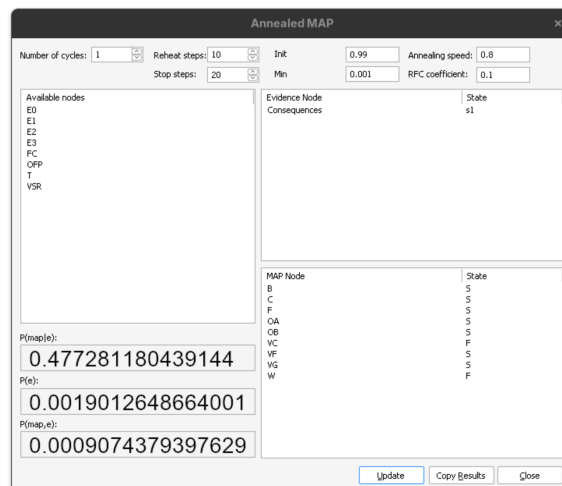 Annealed MAP ×
Number of cycles: 1 Reheat steps: 10 Init 0.99 Annealing speed: 0.8
Stop steps: 20 Min 0.001 RFC coefficient: 0.1
Available nodes
E0
E1
E2
E3
FC
OFP
T
VSR
Evidence Node State
Consequences s1
MAP Node State
B S
C S
F S
OA S
OB S
VC F
VF S
VG S
W F
P(map|e):
0.477281180439144
P(e):
0.0019012648664001
P(map,e):
0.0009074379397629
Update Copy Results Close